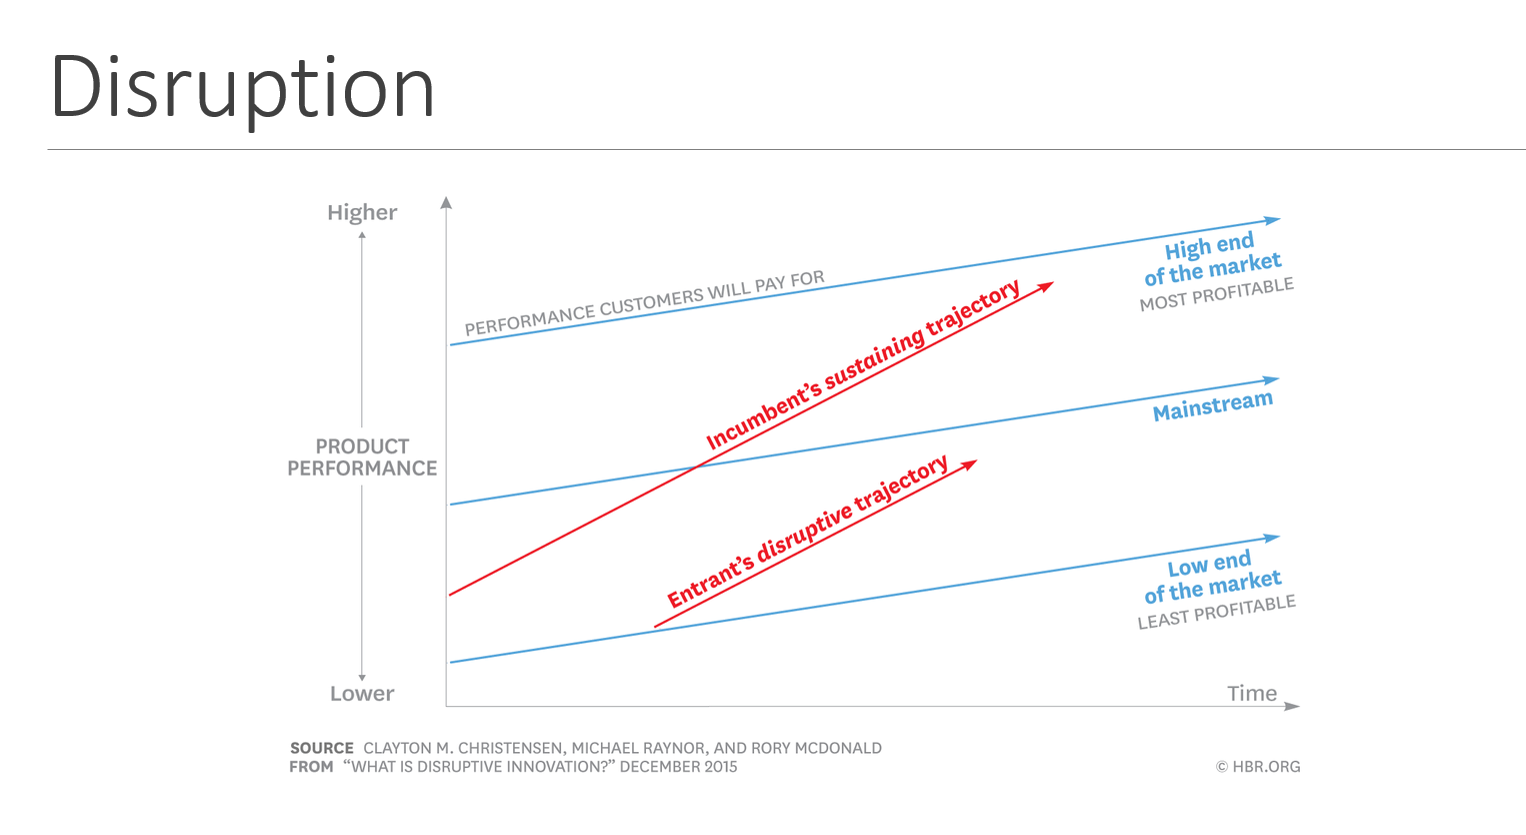 Disruption
Higher
PRODUCT
PERFORMANCE
Lower
PERFORMANCE CUSTOMERS WILL PAY FOR
Incumbent's sustaining trajectory
Entrant's disruptive trajectory
High end
of the market
MOST PROFITABLE
Mainstream
Low end
of the market
LEAST PROFITABLE
Time
SOURCE CLAYTON M. CHRISTENSEN, MICHAEL RAYNOR, AND RORY MCDONALD
FROM “WHAT IS DISRUPTIVE INNOVATION?” DECEMBER 2015
© HBR.ORG